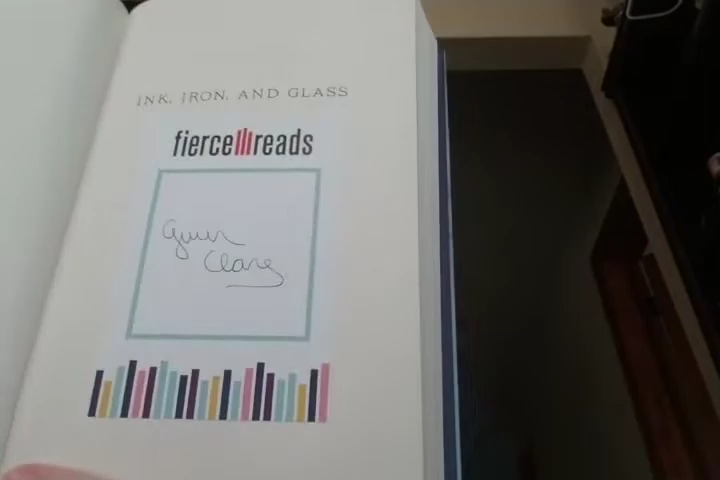 INK, IRON, AND GLASS
fiercereads
Gwen
Clare